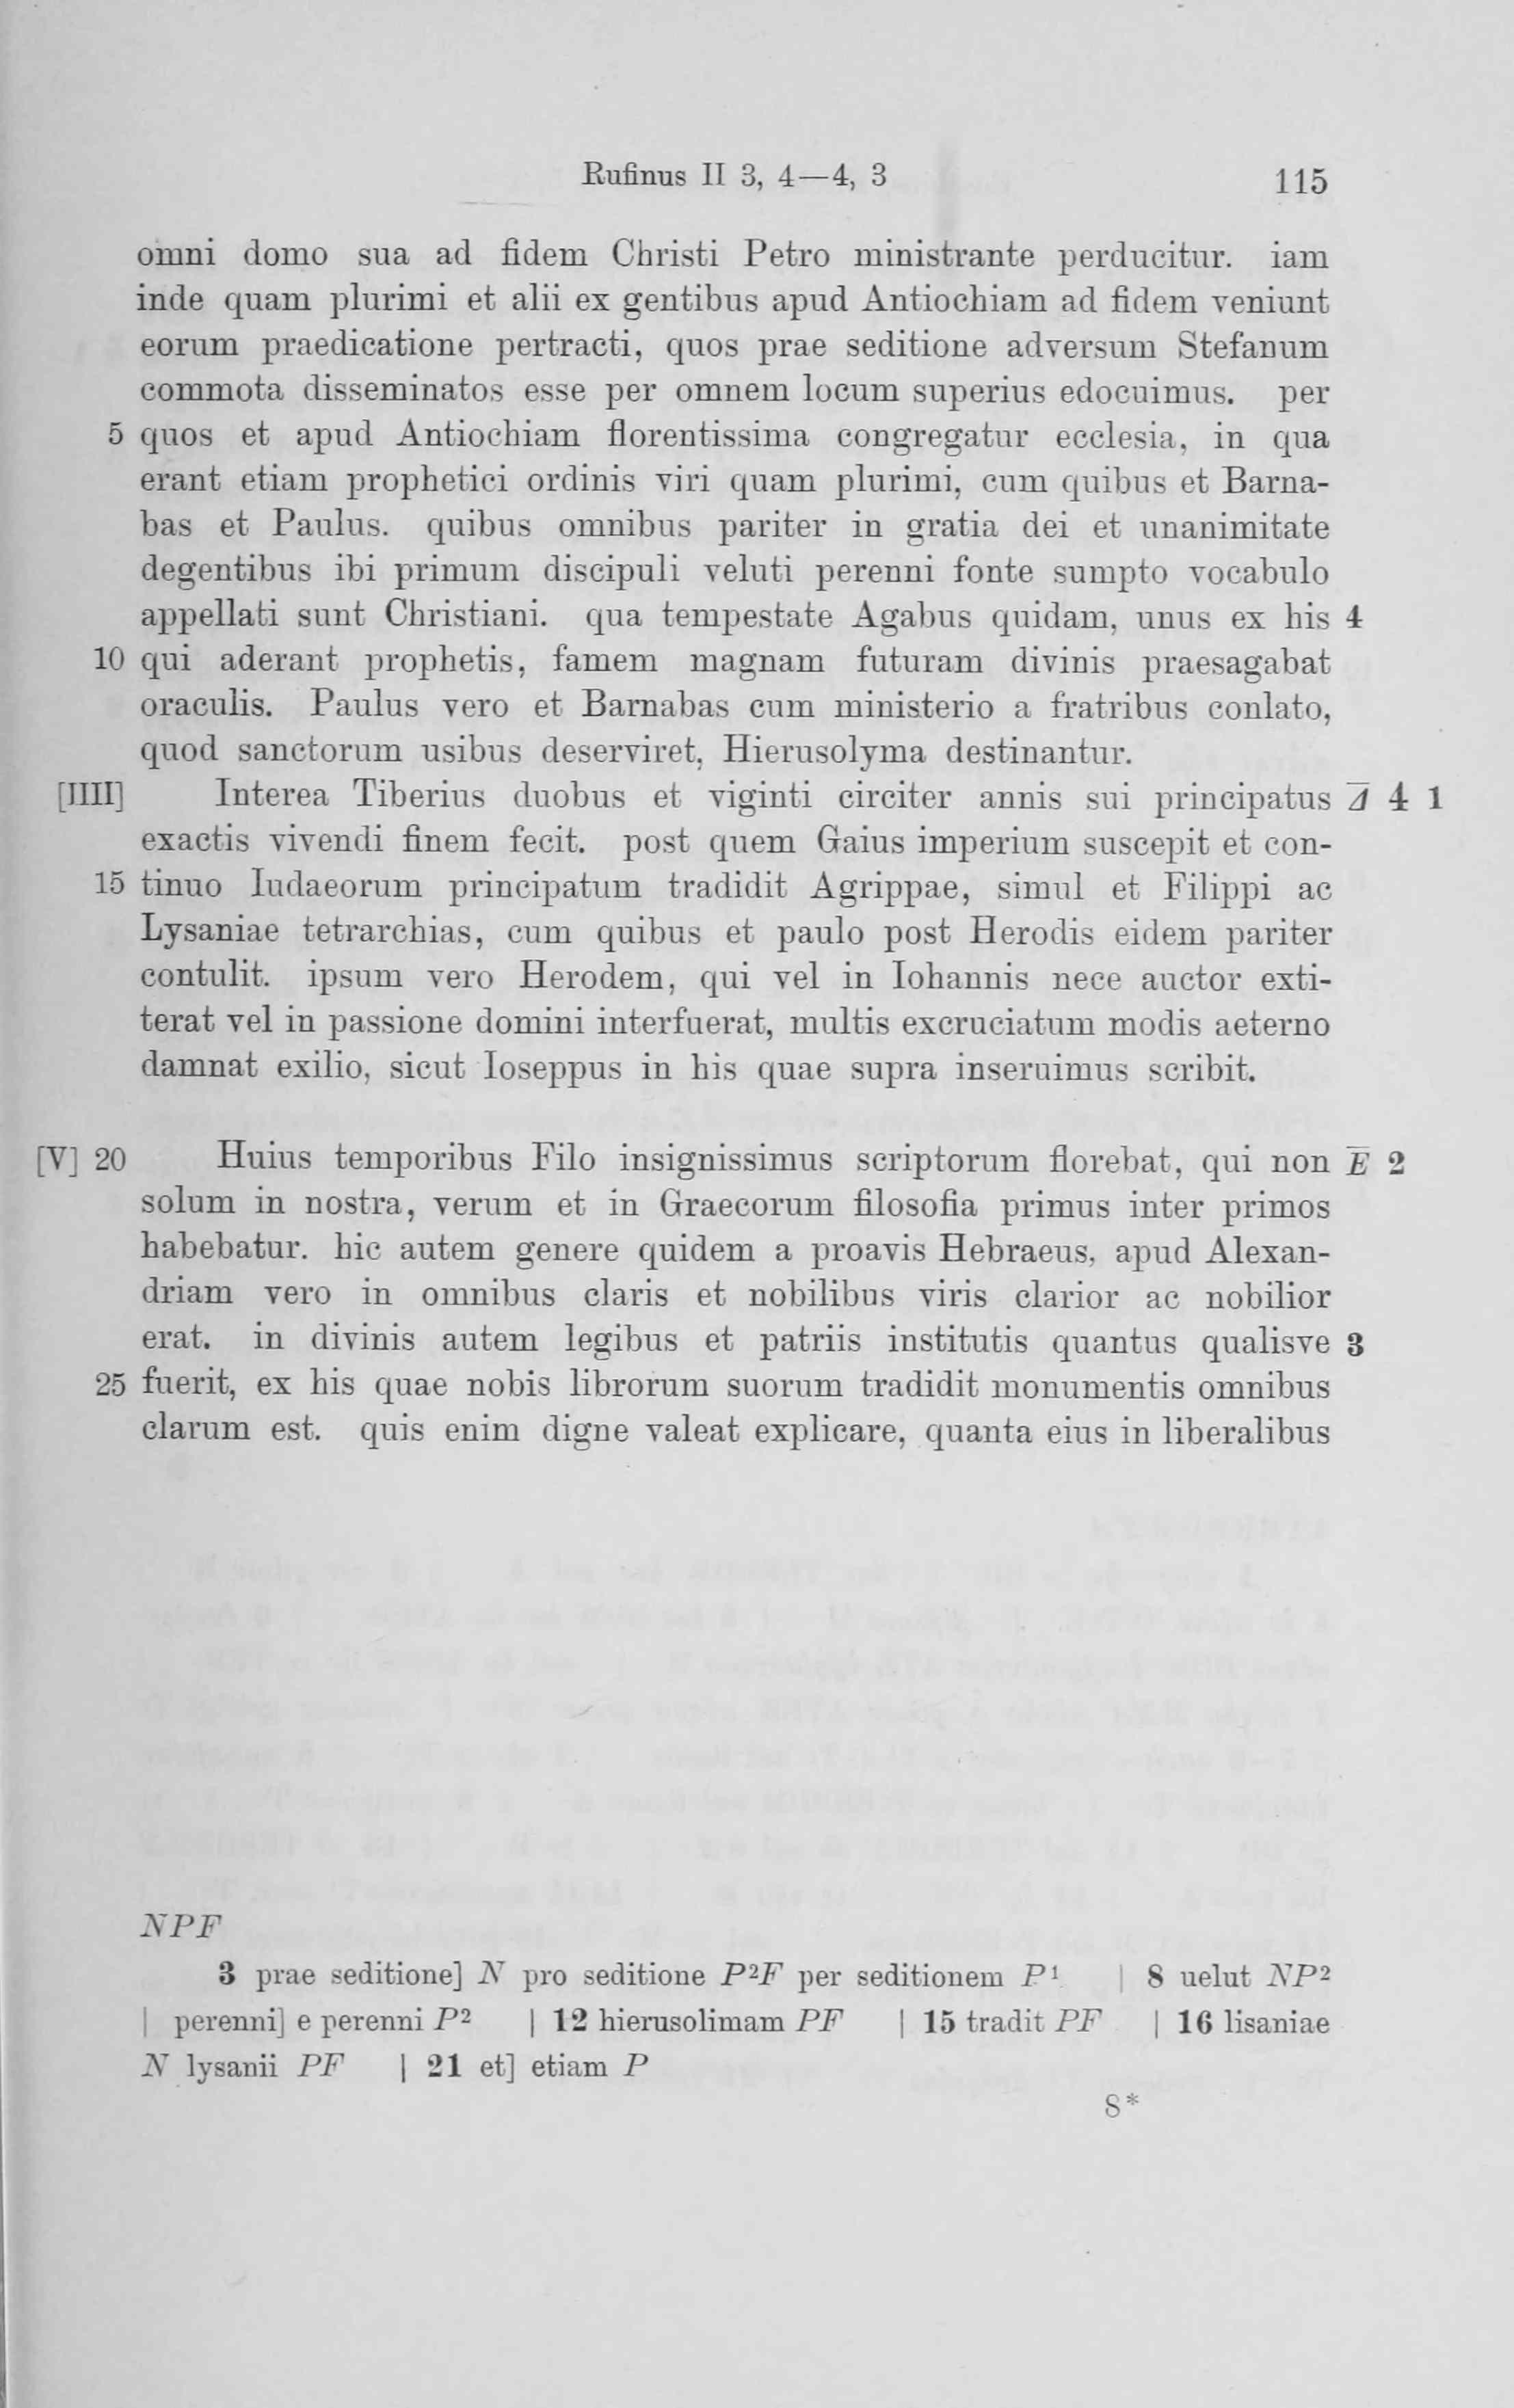 Rufinus II 3, 4—4, 3 115
omni domo sua ad fidem Christi Petro ministrante perducitur. iam
inde quam plurimi et alii ex gentibus apud Antiochiam ad fidem veniunt
eorum praedicatione pertracti, quos prae seditione adversum Stefanum
commota disseminatos esse per omnem locum superius edocuimus. per
5 quos et apud Antiochiam florentissima congregatur ecclesia, in qua
erant etiam prophetici ordinis viri quam plurimi, cum quibus et Barna-
bas et Paulus. quibus omnibus pariter in gratia dei et unanimitate
degentibus ibi primum discipuli veluti perenni fonte sumpto vocabulo
appellati sunt Christiani. qua tempestate Agabus quidam, unus ex his 4
10 qui aderant prophetis, famem magnam futuram divinis praesagabat
oraculis. Paulus vero et Barnabas cum ministerio a fratribus conlato,
quod sanctorum usibus deserviret, Hierusolyma destinantur.
[IIII] Interea Tiberius duobus et viginti circiter annis sui principatus Δ̅ 4 1
exactis vivendi finem fecit. post quem Gaius imperium suscepit et con-
15 tinuo Iudaeorum principatum tradidit Agrippae, simul et Filippi ac
Lysaniae tetrarchias, cum quibus et paulo post Herodis eidem pariter
contulit. ipsum vero Herodem, qui vel in Iohannis nece auctor exti-
terat vel in passione domini interfuerat, multis excruciatum modis aeterno
damnat exilio, sicut Ioseppus in his quae supra inseruimus scribit.
[V] 20 Huius temporibus Filo insignissimus scriptorum florebat, qui non E̅ 2
solum in nostra, verum et in Graecorum filosofia primus inter primos
habebatur. hic autem genere quidem a proavis Hebraeus, apud Alexan-
driam vero in omnibus claris et nobilibus viris clarior ac nobilior
erat. in divinis autem legibus et patriis institutis quantus qualisve 3
25 fuerit, ex his quae nobis librorum suorum tradidit monumentis omnibus
clarum est. quis enim digne valeat explicare, quanta eius in liberalibus
NPF
3 prae seditione] N pro seditione P²F per seditionem P¹ | 8 uelut NP²
| perenni] e perenni P² | 12 hierusolimam PF | 15 tradit PF | 16 lisaniae
N lysanii PF | 21 et] etiam P
8*